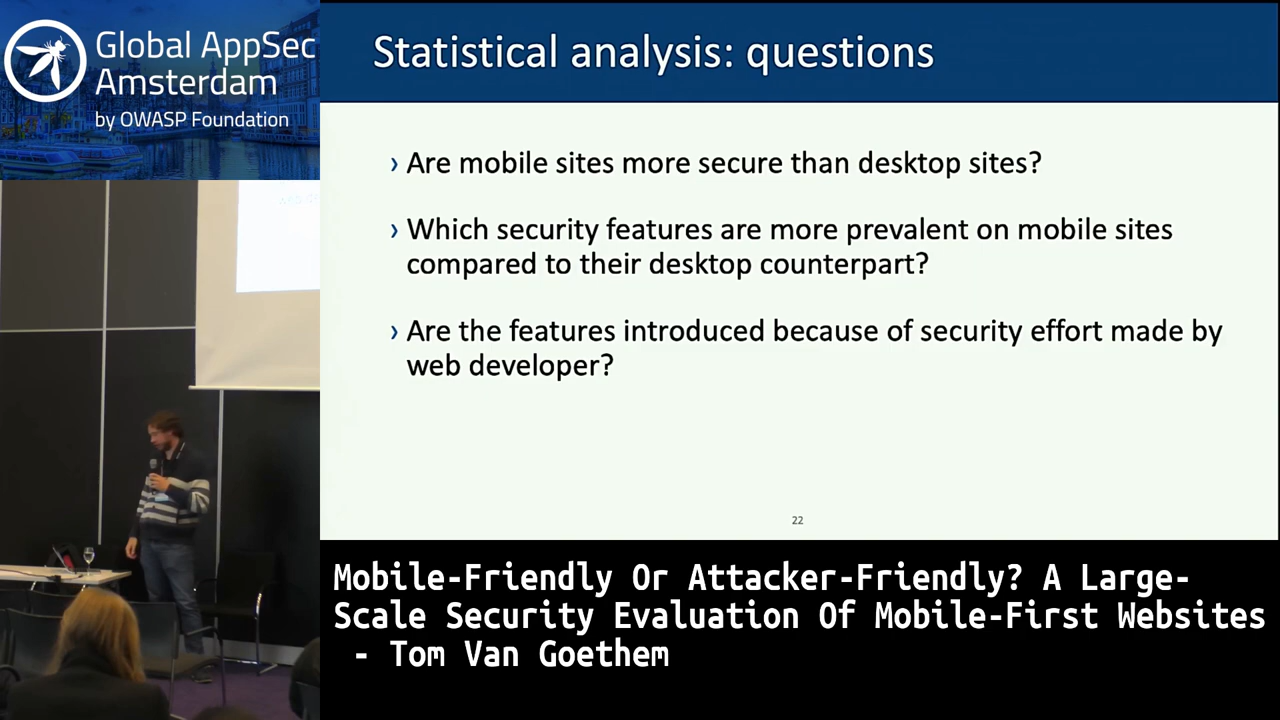 Global AppSec
Amsterdam
by OWASP Foundation
Statistical analysis: questions
› Are mobile sites more secure than desktop sites?
› Which security features are more prevalent on mobile sites
compared to their desktop counterpart?
› Are the features introduced because of security effort made by
web developer?
22
Mobile-Friendly Or Attacker-Friendly? A Large-
Scale Security Evaluation Of Mobile-First Websites
- Tom Van Goethem